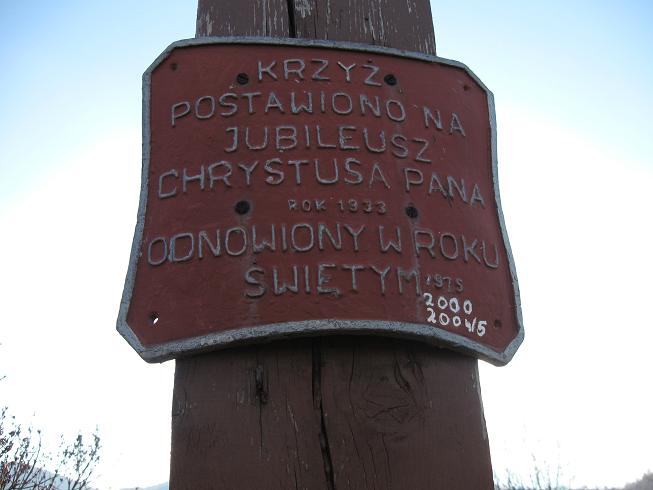 KRZYŻ
POSTAWIONO NA
JUBILEUSZ
CHRYSTUSA PANA
ROK 1933
ODNOWIONY W ROKU
ŚWIĘTYM 1975
2000
2004/5